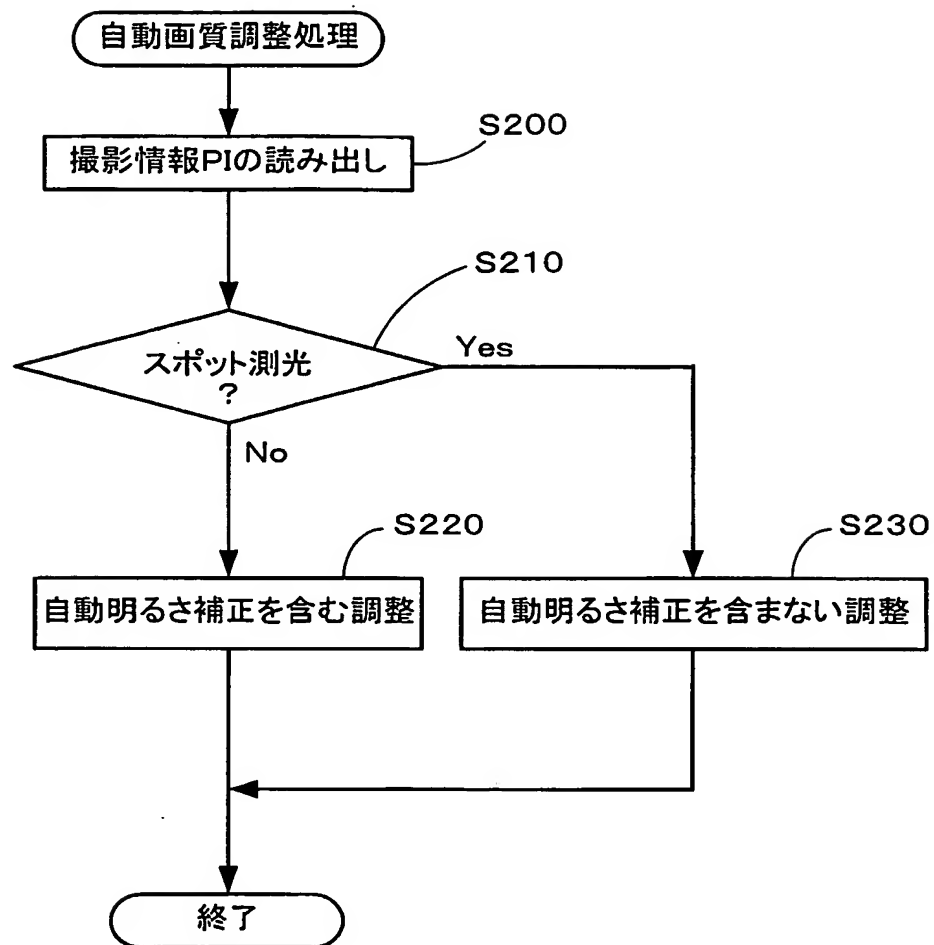 自動画質調整処理
S200
撮影情報PIの読み出し
S210
スポット測光
?
Yes
No
S220
自動明るさ補正を含む調整
S230
自動明るさ補正を含まない調整
終了